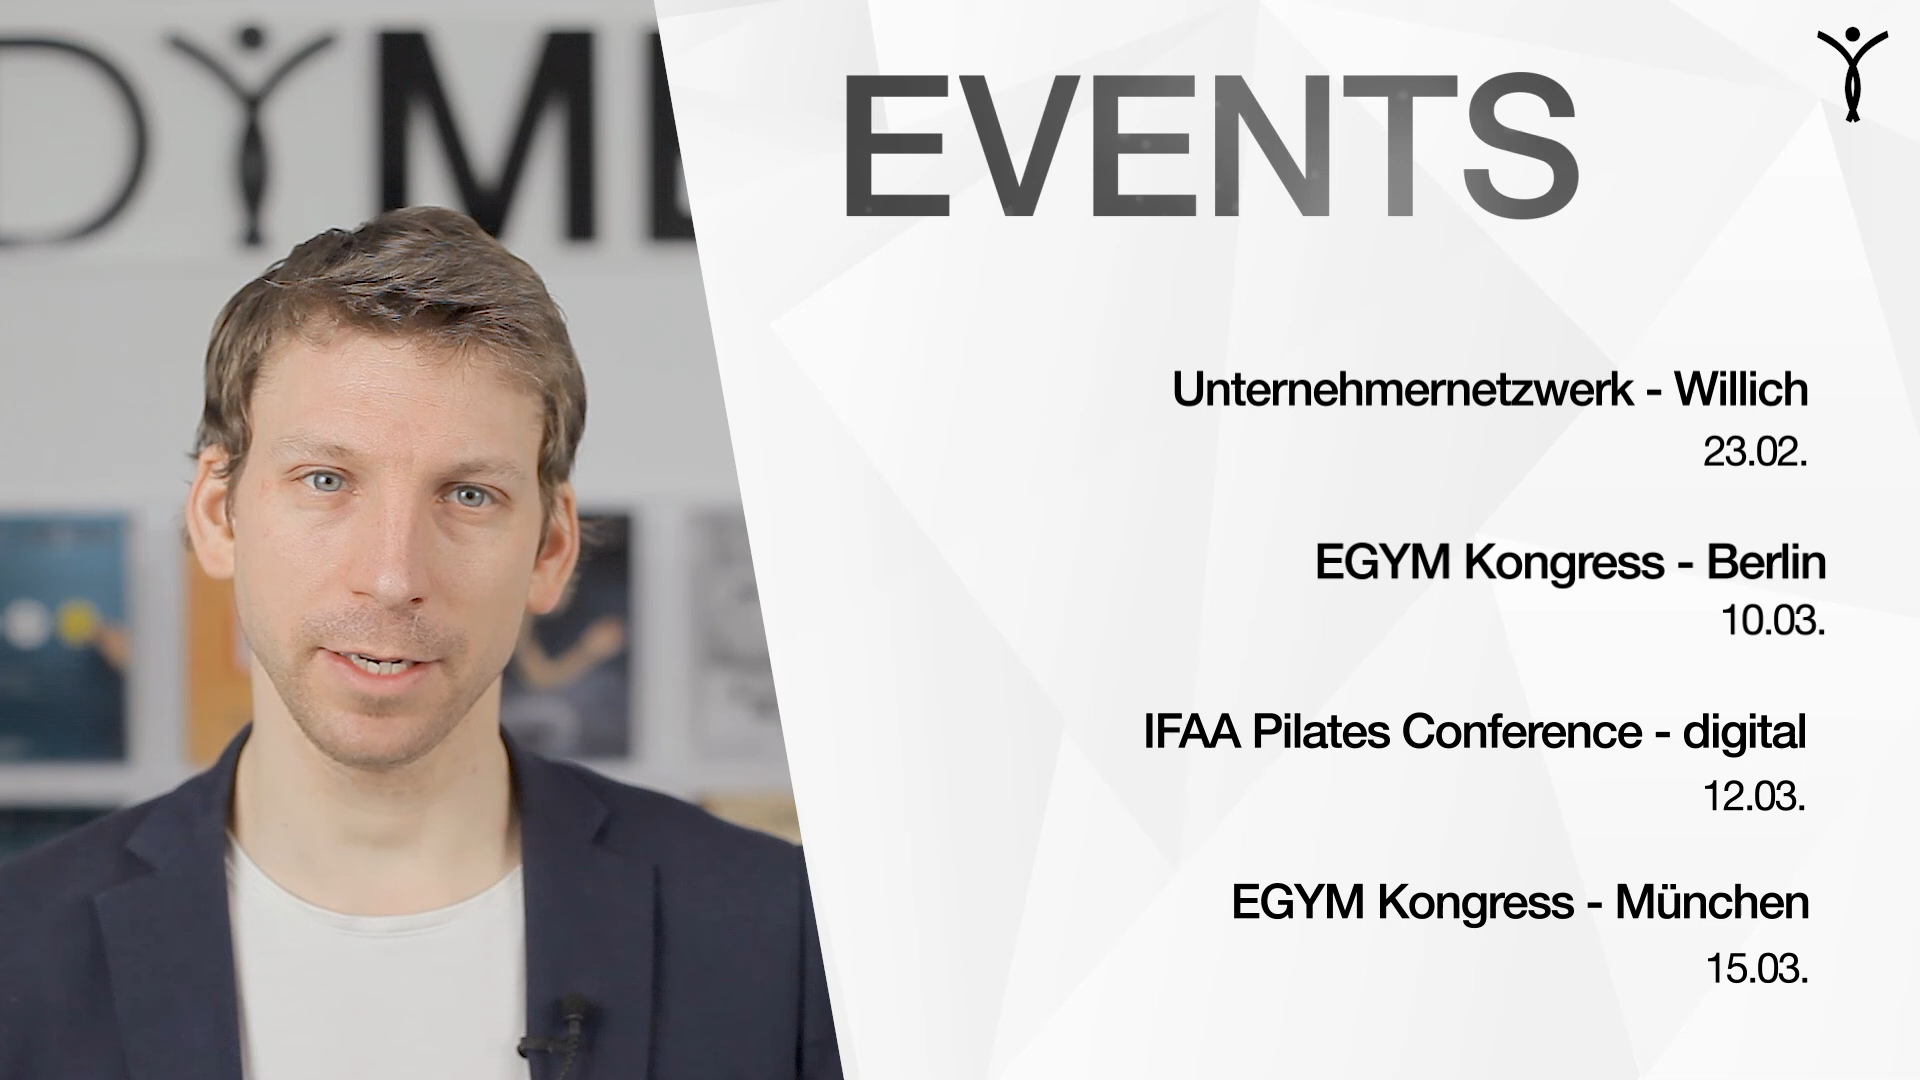 DYME
EVENTS
Unternehmernetzwerk - Willich
23.02.
EGYM Kongress - Berlin
10.03.
IFAA Pilates Conference - digital
12.03.
EGYM Kongress - München
15.03.